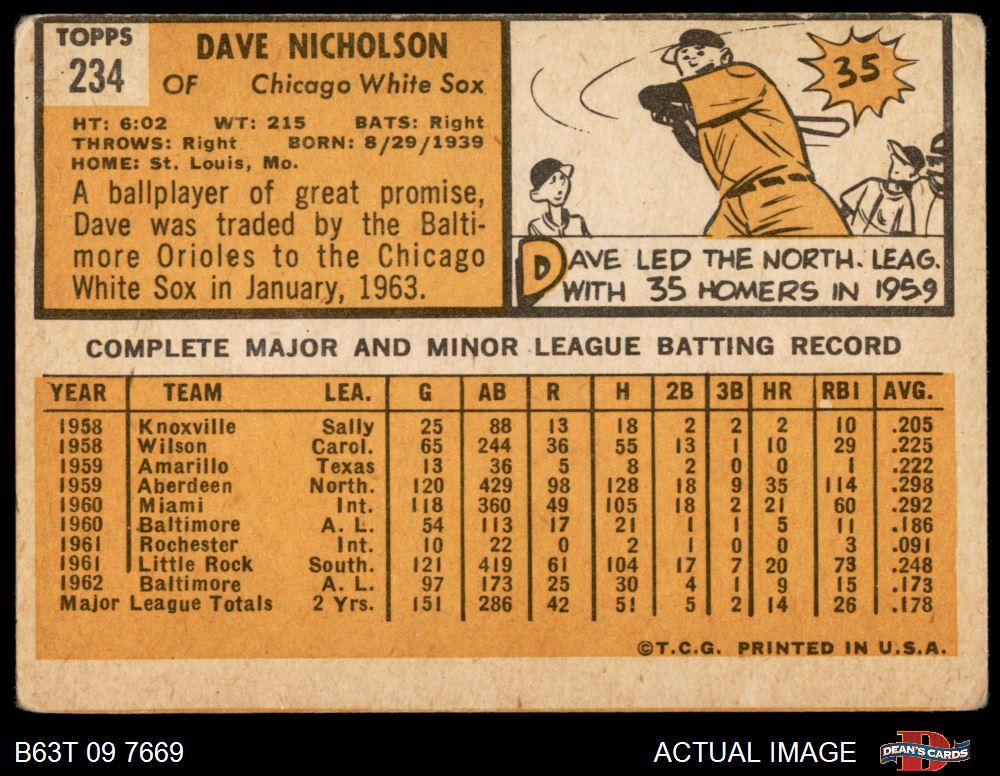 TOPPS
234
DAVE NICHOLSON
OF Chicago White Sox
HT: 6:02 WT: 215 BATS: Right
THROWS: Right BORN: 8/29/1939
HOME: St. Louis, Mo.
A ballplayer of great promise,
Dave was traded by the Balti-
more Orioles to the Chicago
White Sox in January, 1963.
35
DAVE LED THE NORTH. LEAG.
WITH 35 HOMERS IN 1959
COMPLETE MAJOR AND MINOR LEAGUE BATTING RECORD
YEAR TEAM LEA. G AB R H 2B 3B HR RBI AVG.
1958 Knoxville Sally 25 88 13 18 2 2 2 10 .205
1958 Wilson Carol. 65 244 36 55 13 1 10 29 .225
1959 Amarillo Texas 13 36 5 8 2 0 0 1 .222
1959 Aberdeen North. 120 429 98 128 18 9 35 114 .298
1960 Miami Int. 118 360 49 105 18 2 21 60 .292
1960 Baltimore A. L. 54 113 17 21 1 1 5 11 .186
1961 Rochester Int. 10 22 0 2 1 0 0 3 .091
1961 Little Rock South. 121 419 61 104 17 7 20 73 .248
1962 Baltimore A. L. 97 173 25 30 4 1 9 15 .173
Major League Totals 2 Yrs. 151 286 42 51 5 2 14 26 .178
©T.C.G. PRINTED IN U.S.A.
B63T 09 7669 ACTUAL IMAGE DEAN'S CARDS